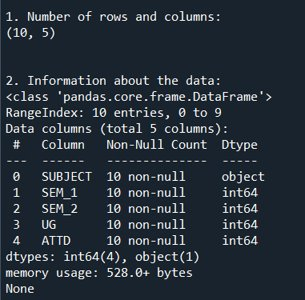 1. Number of rows and columns:
(10, 5)
2. Information about the data:
<class 'pandas.core.frame.DataFrame'>
RangeIndex: 10 entries, 0 to 9
Data columns (total 5 columns):
 #   Column   Non-Null Count  Dtype
---  ------   --------------  -----
 0   SUBJECT  10 non-null     object
 1   SEM_1    10 non-null     int64
 2   SEM_2    10 non-null     int64
 3   UG       10 non-null     int64
 4   ATTD     10 non-null     int64
dtypes: int64(4), object(1)
memory usage: 528.0+ bytes
None